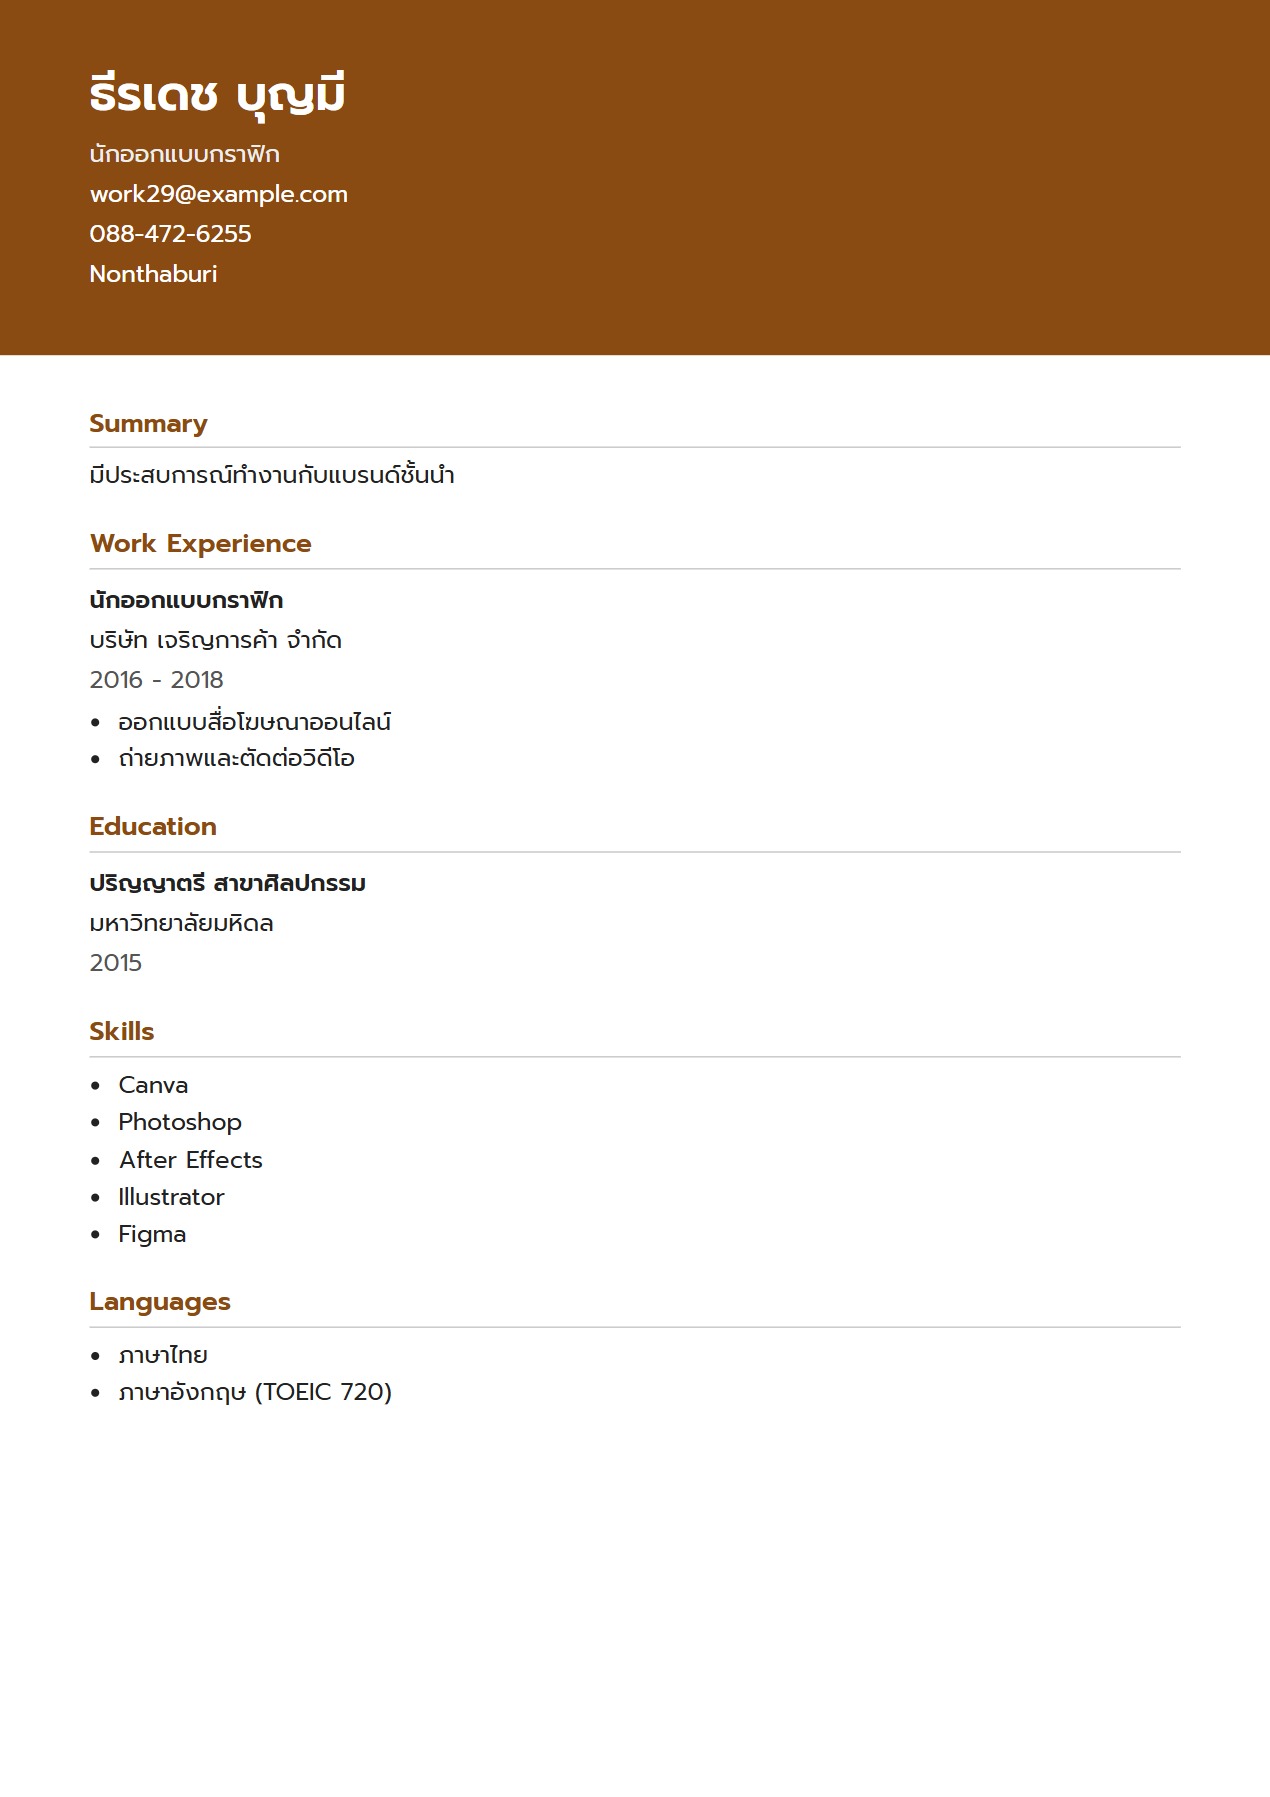 ธีรเดช บุญมี
นักออกแบบกราฟิก
work29@example.com
088-472-6255
Nonthaburi
Summary
มีประสบการณ์ทำงานกับแบรนด์ชั้นนำ
Work Experience
นักออกแบบกราฟิก
บริษัท เจริญการค้า จำกัด
2016 - 2018
• ออกแบบสื่อโฆษณาออนไลน์
• ถ่ายภาพและตัดต่อวิดีโอ
Education
ปริญญาตรี สาขาศิลปกรรม
มหาวิทยาลัยมหิดล
2015
Skills
• Canva
• Photoshop
• After Effects
• Illustrator
• Figma
Languages
• ภาษาไทย
• ภาษาอังกฤษ (TOEIC 720)